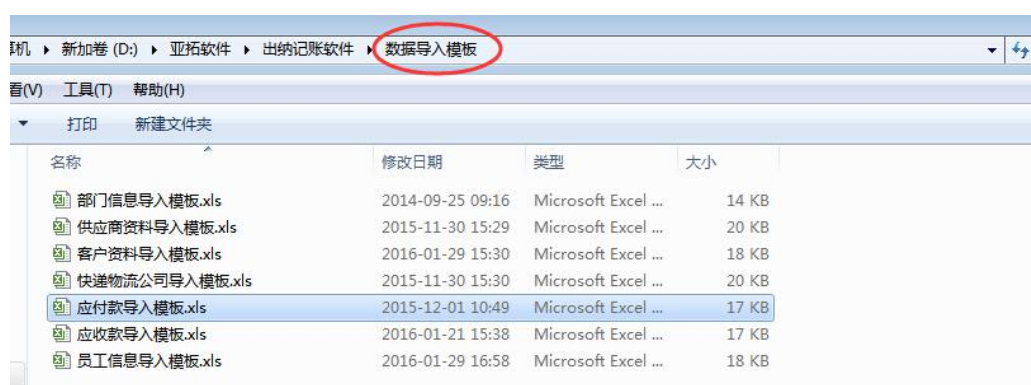 算机 ▸ 新加卷 (D:) ▸ 亚拓软件 ▸ 出纳记账软件 ▸ 数据导入模板
看(V) 工具(T) 帮助(H)
打印 新建文件夹
名称 修改日期 类型 大小
部门信息导入模板.xls 2014-09-25 09:16 Microsoft Excel ... 14 KB
供应商资料导入模板.xls 2015-11-30 15:29 Microsoft Excel ... 20 KB
客户资料导入模板.xls 2016-01-29 15:30 Microsoft Excel ... 18 KB
快递物流公司导入模板.xls 2015-11-30 15:30 Microsoft Excel ... 20 KB
应付款导入模板.xls 2015-12-01 10:49 Microsoft Excel ... 17 KB
应收款导入模板.xls 2016-01-21 15:38 Microsoft Excel ... 17 KB
员工信息导入模板.xls 2016-01-29 16:58 Microsoft Excel ... 18 KB